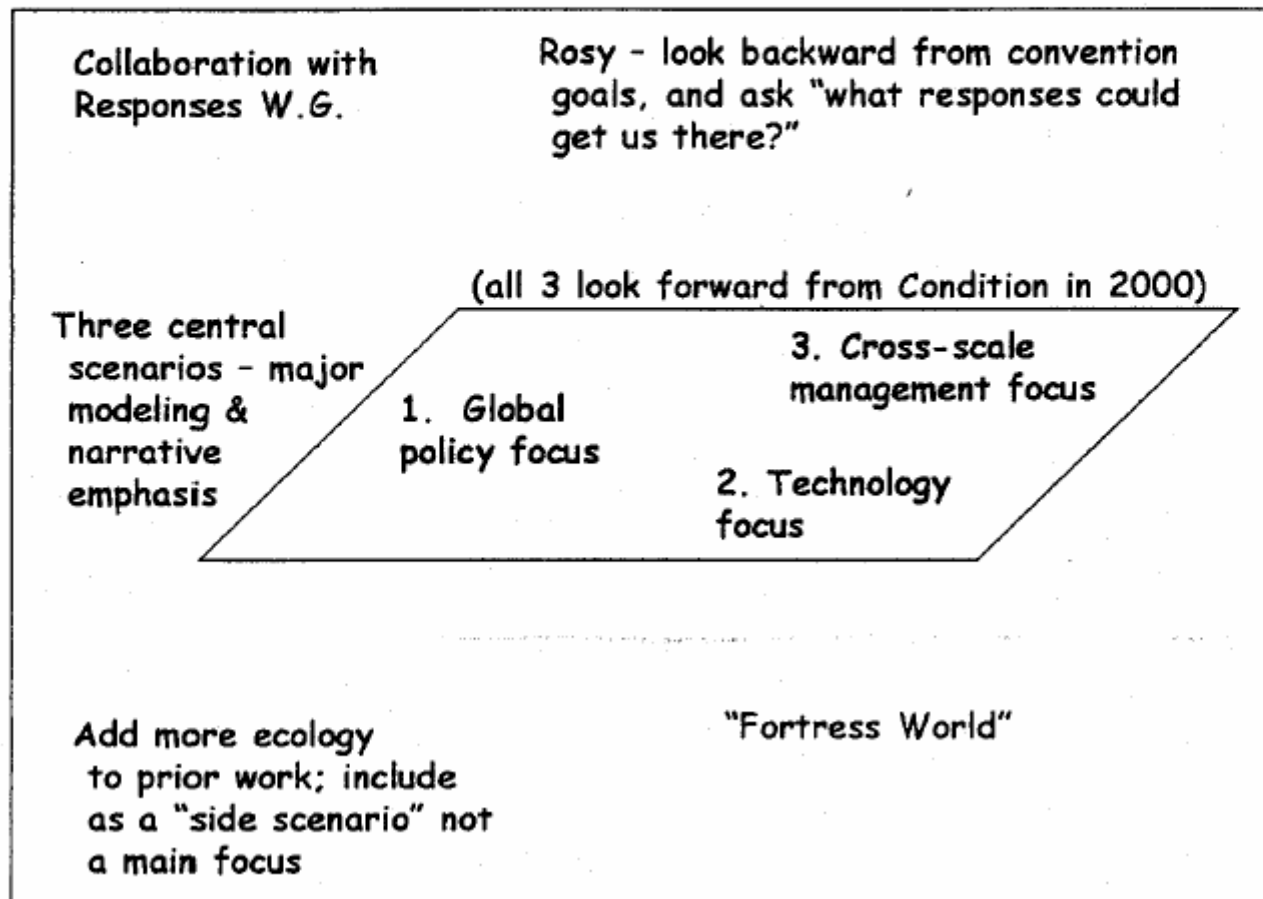 Collaboration with
Responses W.G.
Rosy - look backward from convention
goals, and ask “what responses could
get us there?”
(all 3 look forward from Condition in 2000)
Three central
scenarios - major
modeling &
narrative
emphasis
1. Global
policy focus
3. Cross-scale
management focus
2. Technology
focus
Add more ecology
to prior work; include
as a “side scenario” not
a main focus
“Fortress World”